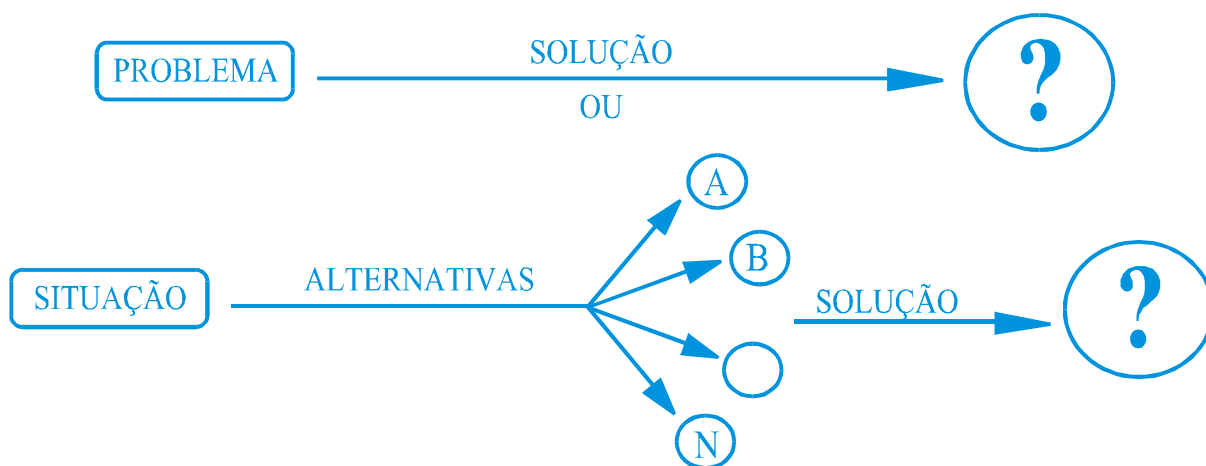 SOLUÇÃO
PROBLEMA
?
OU
A
B
ALTERNATIVAS
SITUAÇÃO
SOLUÇÃO
?
N